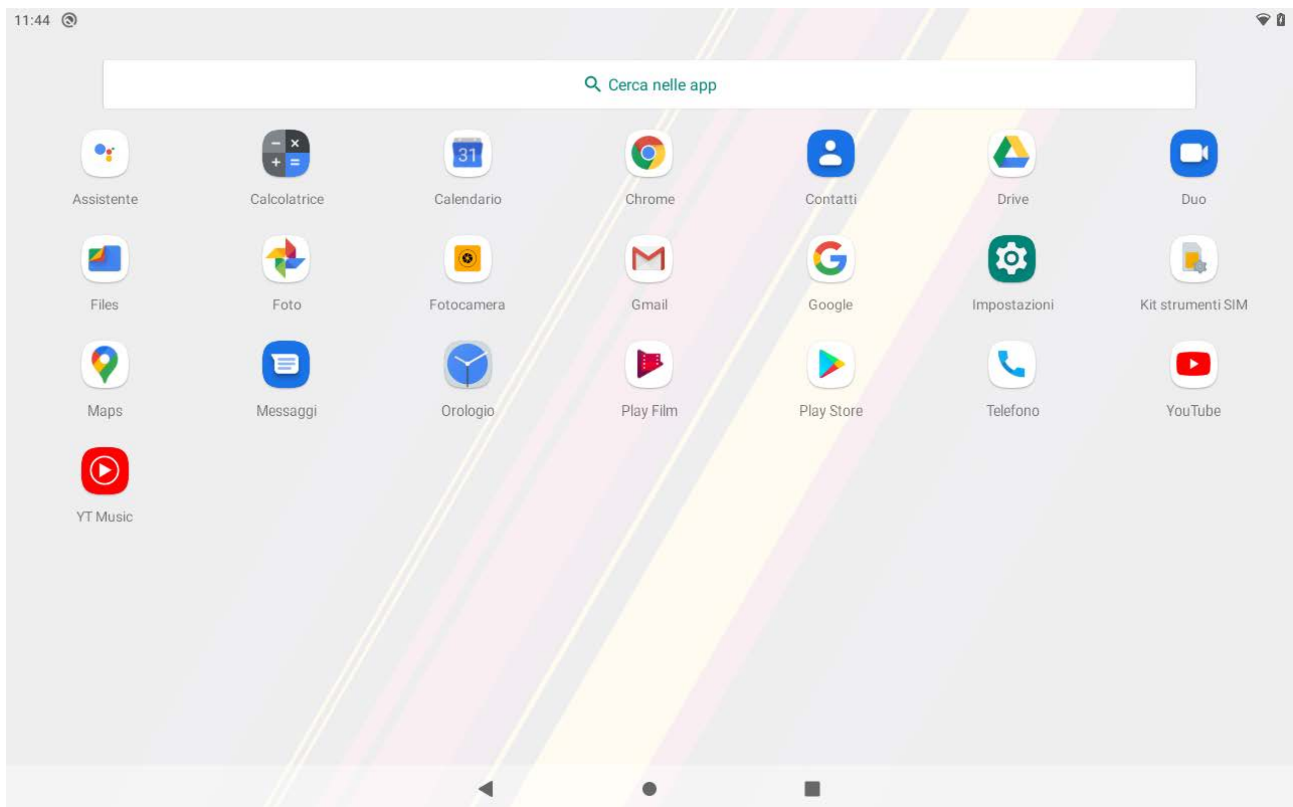 11:44
Cerca nelle app
Assistente Calcolatrice Calendario Chrome Contatti Drive Duo
Files Foto Fotocamera Gmail Google Impostazioni Kit strumenti SIM
Maps Messaggi Orologio Play Film Play Store Telefono YouTube
YT Music